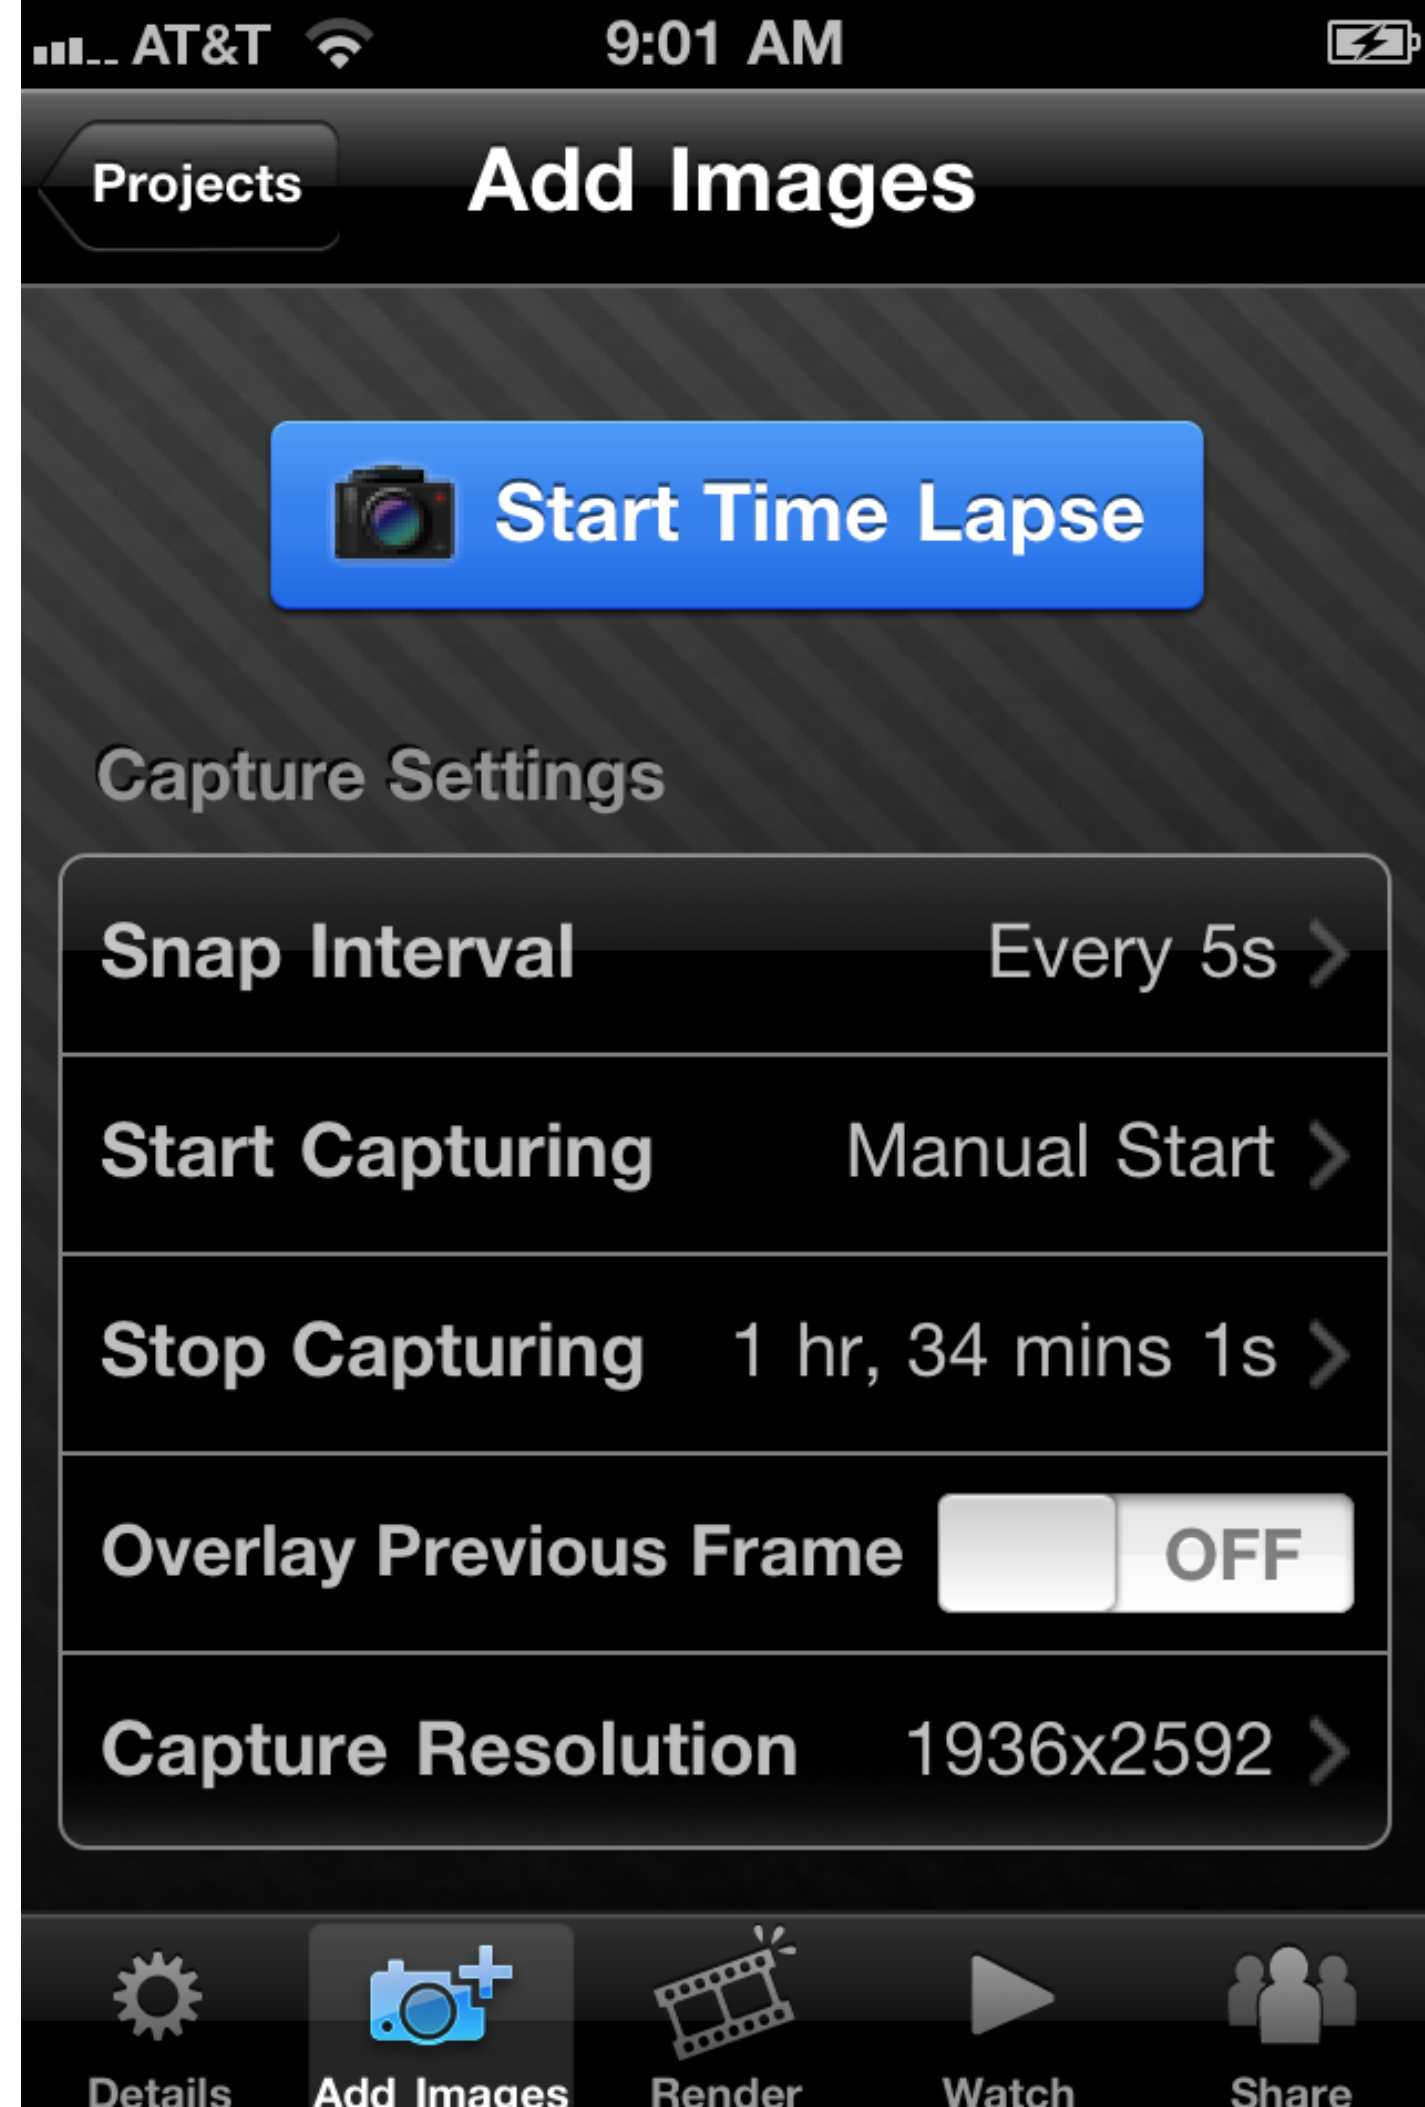 AT&T 9:01 AM
Projects Add Images
Start Time Lapse
Capture Settings
Snap Interval Every 5s
Start Capturing Manual Start
Stop Capturing 1 hr, 34 mins 1s
Overlay Previous Frame OFF
Capture Resolution 1936x2592
Details Add Images Render Watch Share